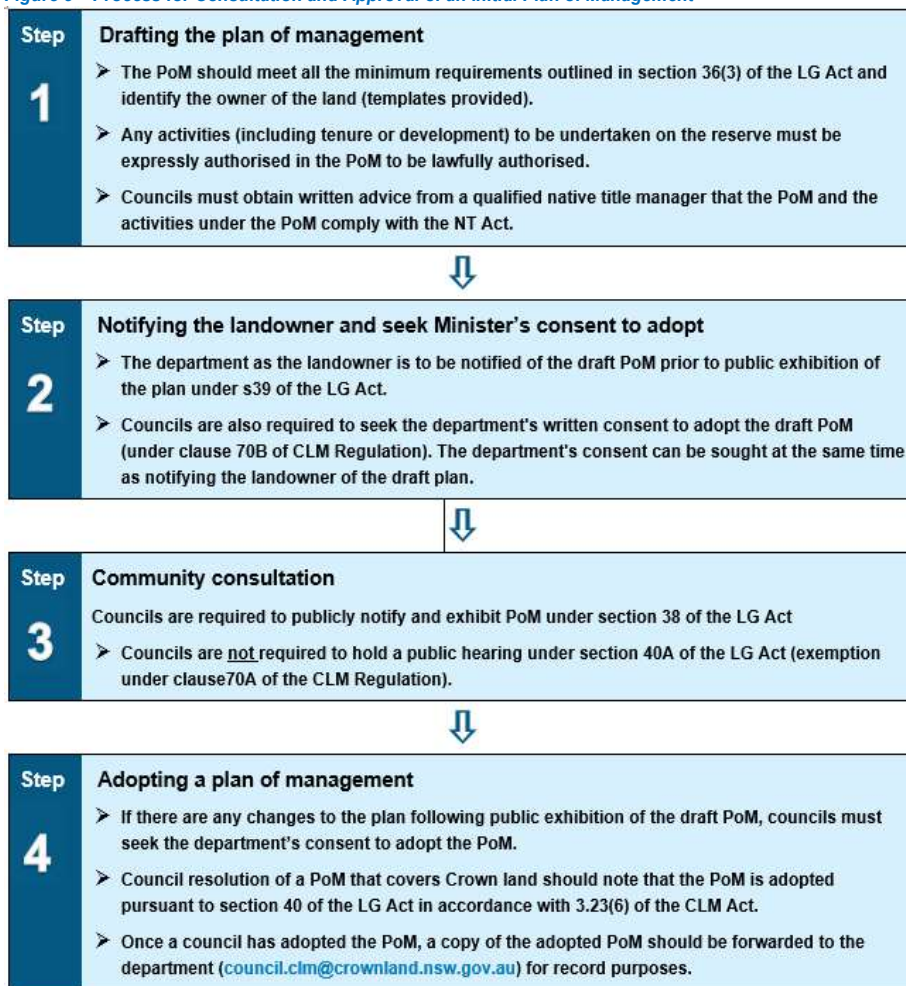 Process for Consultation and Approval of an Initial Plan of Management
Step
1
Drafting the plan of management
➢ The PoM should meet all the minimum requirements outlined in section 36(3) of the LG Act and
identify the owner of the land (templates provided).
➢ Any activities (including tenure or development) to be undertaken on the reserve must be
expressly authorised in the PoM to be lawfully authorised.
➢ Councils must obtain written advice from a qualified native title manager that the PoM and the
activities under the PoM comply with the NT Act.
Step
2
Notifying the landowner and seek Minister's consent to adopt
➢ The department as the landowner is to be notified of the draft PoM prior to public exhibition of
the plan under s39 of the LG Act.
➢ Councils are also required to seek the department's written consent to adopt the draft PoM
(under clause 70B of CLM Regulation). The department's consent can be sought at the same time
as notifying the landowner of the draft plan.
Step
3
Community consultation
Councils are required to publicly notify and exhibit PoM under section 38 of the LG Act
➢ Councils are not required to hold a public hearing under section 40A of the LG Act (exemption
under clause70A of the CLM Regulation).
Step
4
Adopting a plan of management
➢ If there are any changes to the plan following public exhibition of the draft PoM, councils must
seek the department's consent to adopt the PoM.
➢ Council resolution of a PoM that covers Crown land should note that the PoM is adopted
pursuant to section 40 of the LG Act in accordance with 3.23(6) of the CLM Act.
➢ Once a council has adopted the PoM, a copy of the adopted PoM should be forwarded to the
department (council.clm@crownland.nsw.gov.au) for record purposes.